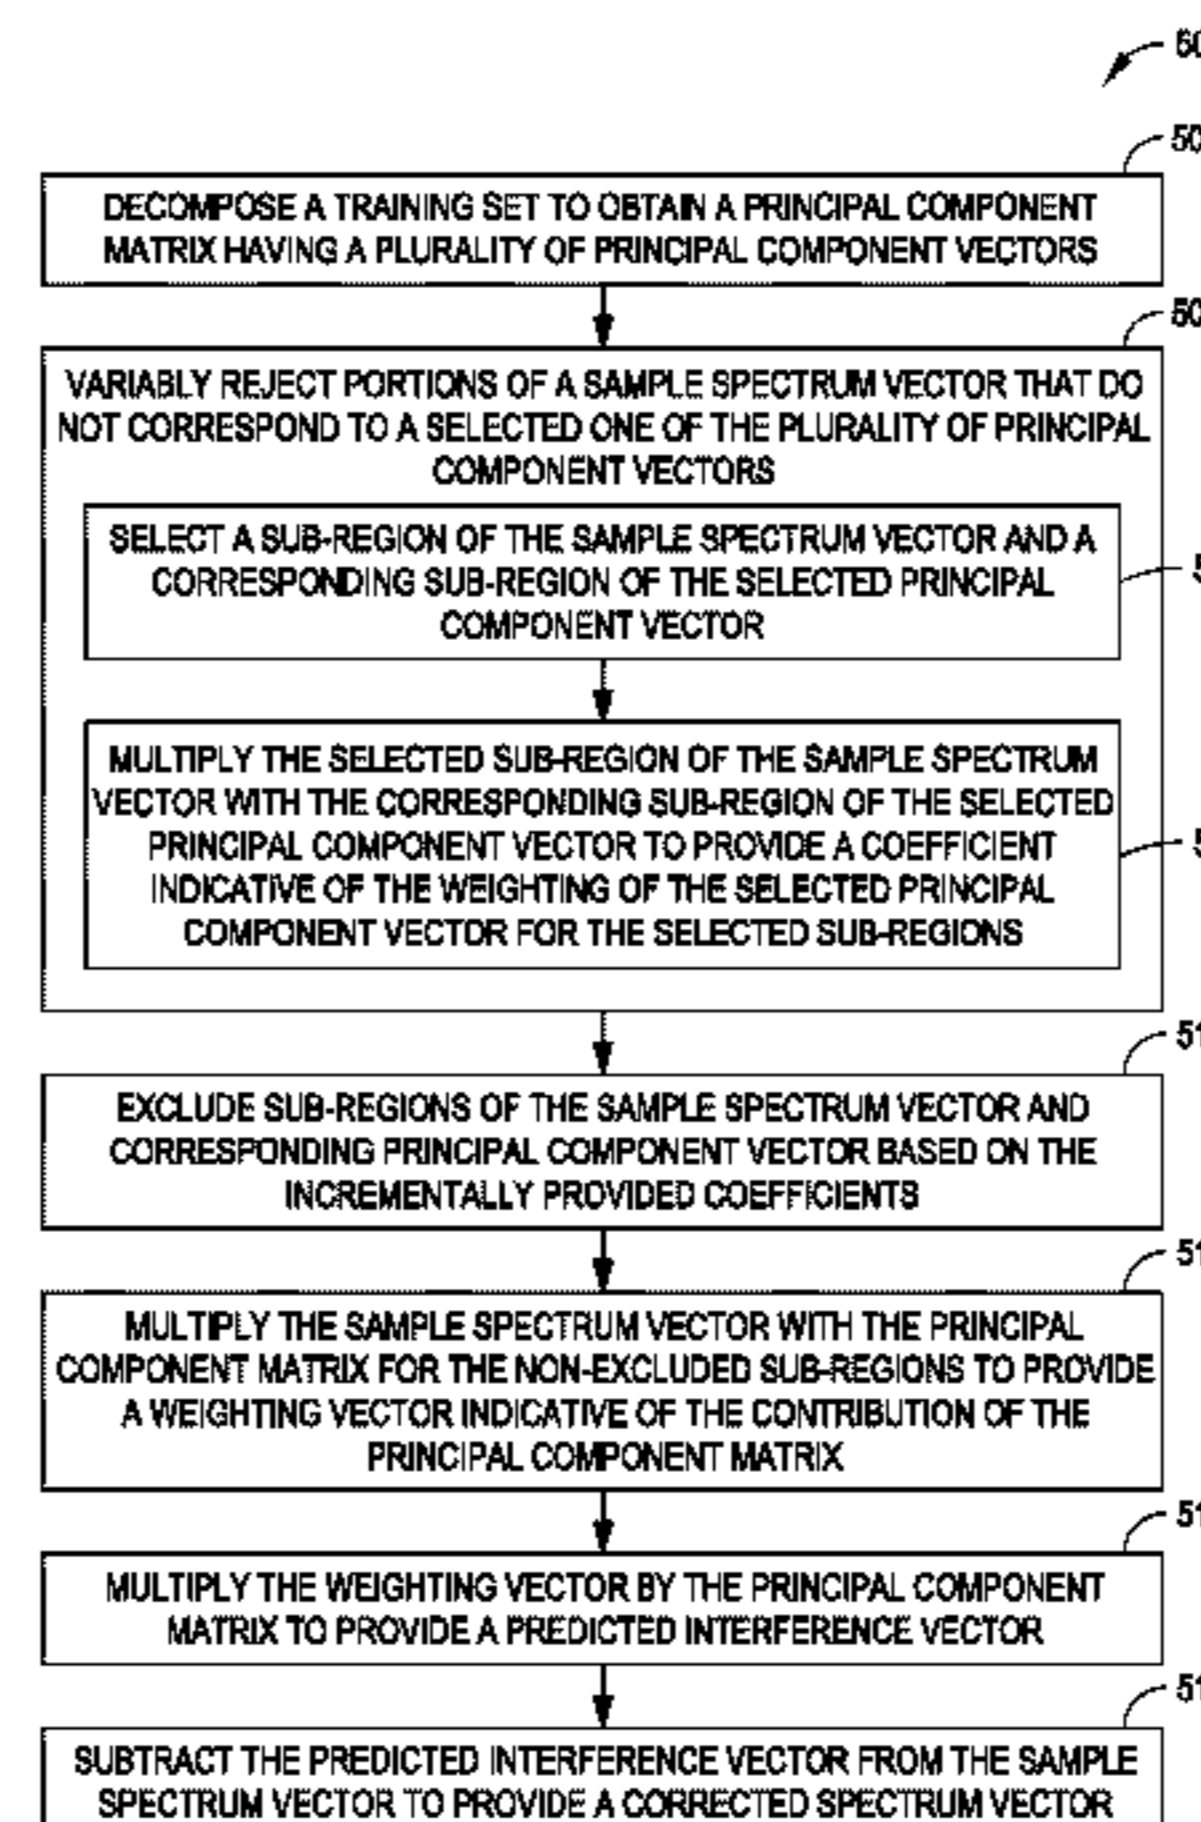 DECOMPOSE A TRAINING SET TO OBTAIN A PRINCIPAL COMPONENT
MATRIX HAVING A PLURALITY OF PRINCIPAL COMPONENT VECTORS
VARIABLY REJECT PORTIONS OF A SAMPLE SPECTRUM VECTOR THAT DO
NOT CORRESPOND TO A SELECTED ONE OF THE PLURALITY OF PRINCIPAL
COMPONENT VECTORS
SELECT A SUB-REGION OF THE SAMPLE SPECTRUM VECTOR AND A
CORRESPONDING SUB-REGION OF THE SELECTED PRINCIPAL
COMPONENT VECTOR
MULTIPLY THE SELECTED SUB-REGION OF THE SAMPLE SPECTRUM
VECTOR WITH THE CORRESPONDING SUB-REGION OF THE SELECTED
PRINCIPAL COMPONENT VECTOR TO PROVIDE A COEFFICIENT
INDICATIVE OF THE WEIGHTING OF THE SELECTED PRINCIPAL
COMPONENT VECTOR FOR THE SELECTED SUB-REGIONS
51
EXCLUDE SUB-REGIONS OF THE SAMPLE SPECTRUM VECTOR AND
CORRESPONDING PRINCIPAL COMPONENT VECTOR BASED ON THE
INCREMENTALLY PROVIDED COEFFICIENTS
51
MULTIPLY THE SAMPLE SPECTRUM VECTOR WITH THE PRINCIPAL
COMPONENT MATRIX FOR THE NON-EXCLUDED SUB-REGIONS TO PROVIDE
A WEIGHTING VECTOR INDICATIVE OF THE CONTRIBUTION OF THE
PRINCIPAL COMPONENT MATRIX
51
MULTIPLY THE WEIGHTING VECTOR BY THE PRINCIPAL COMPONENT
MATRIX TO PROVIDE A PREDICTED INTERFERENCE VECTOR
51
SUBTRACT THE PREDICTED INTERFERENCE VECTOR FROM THE SAMPLE
SPECTRUM VECTOR TO PROVIDE A CORRECTED SPECTRUM VECTOR